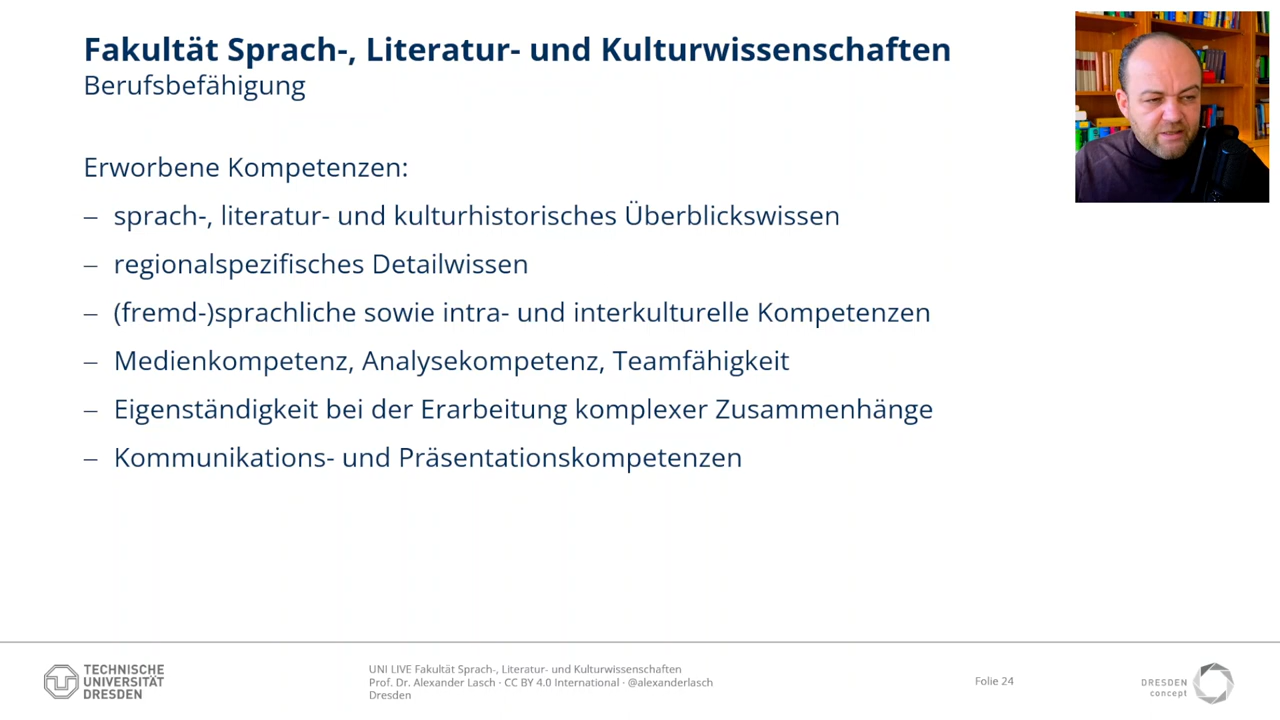 Fakultät Sprach-, Literatur- und Kulturwissenschaften
Berufsbefähigung
Erworbene Kompetenzen:
– sprach-, literatur- und kulturhistorisches Überblickswissen
– regionalspezifisches Detailwissen
– (fremd-)sprachliche sowie intra- und interkulturelle Kompetenzen
– Medienkompetenz, Analysekompetenz, Teamfähigkeit
– Eigenständigkeit bei der Erarbeitung komplexer Zusammenhänge
– Kommunikations- und Präsentationskompetenzen
TECHNISCHE
UNIVERSITÄT
DRESDEN
UNI LIVE Fakultät Sprach-, Literatur- und Kulturwissenschaften
Prof. Dr. Alexander Lasch · CC BY 4.0 International · @alexanderlasch
Dresden
Folie 24
DRESDEN
concept